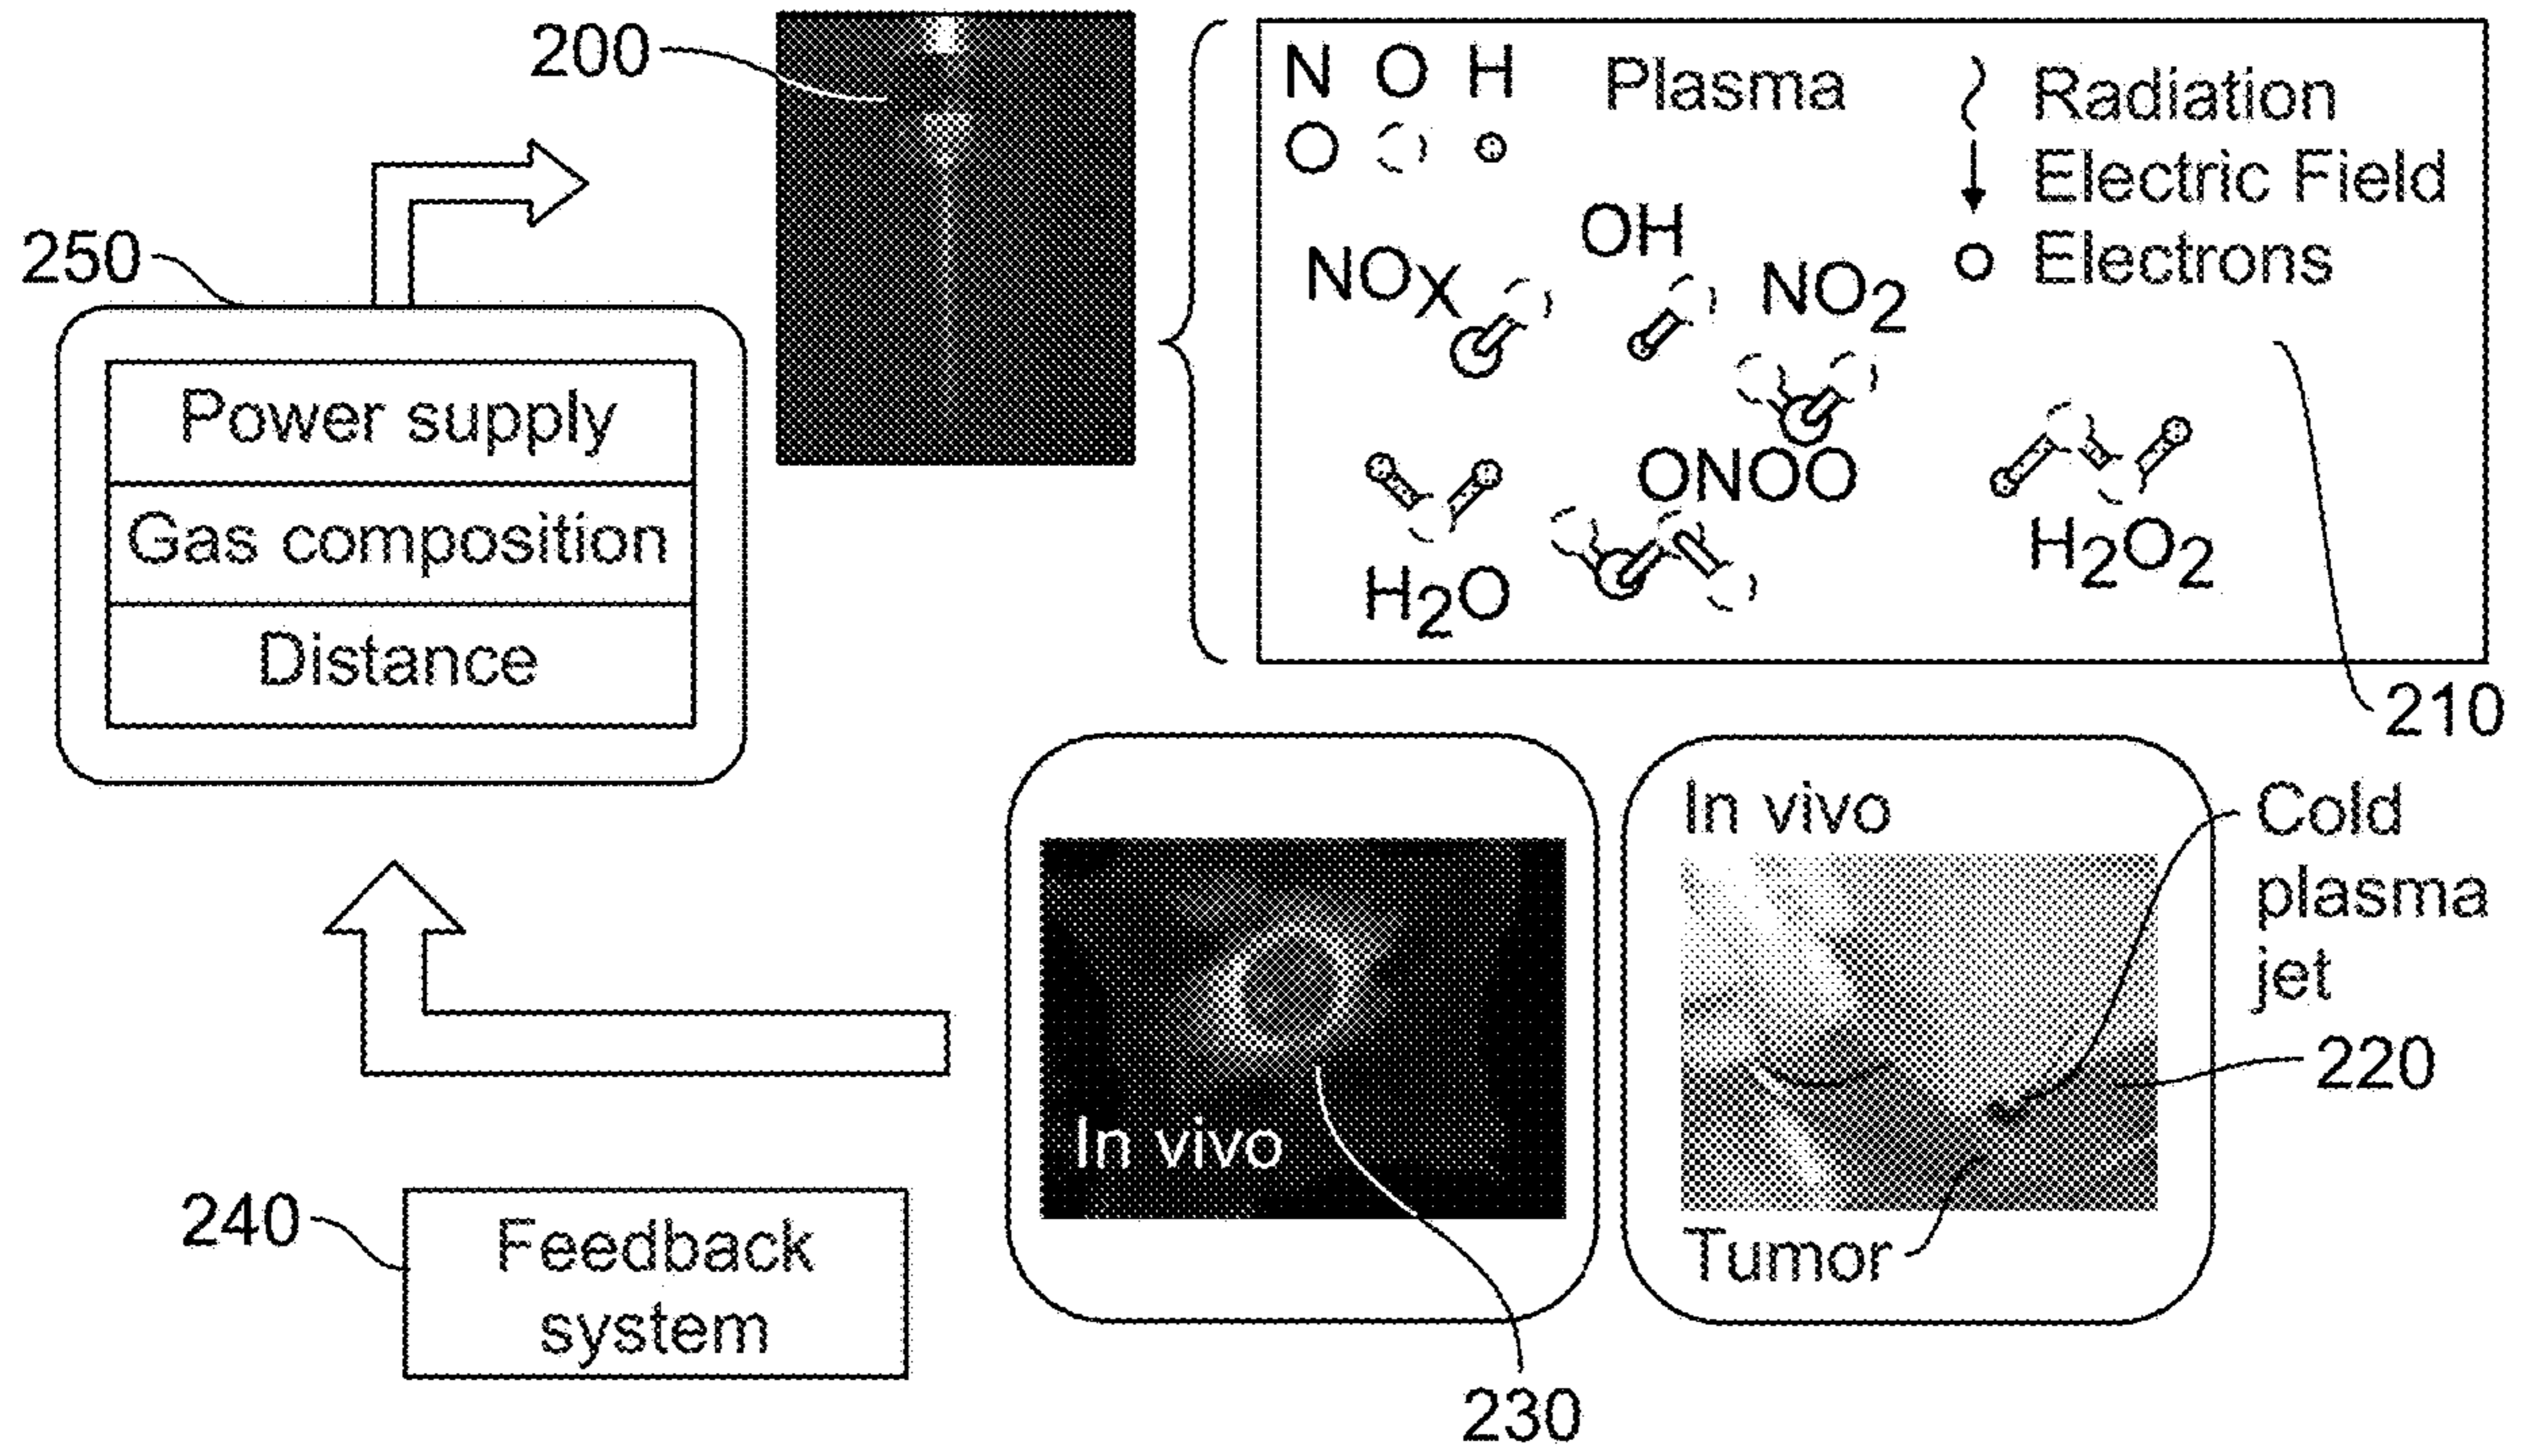 200
N O H
Plasma
Radiation
Electric Field
Electrons
OH
NOX
NO2
250
Power supply
Gas composition
Distance
ONOO
H2O
H2O2
210
In vivo
Cold
plasma
jet
220
In vivo
Tumor
240
Feedback
system
230